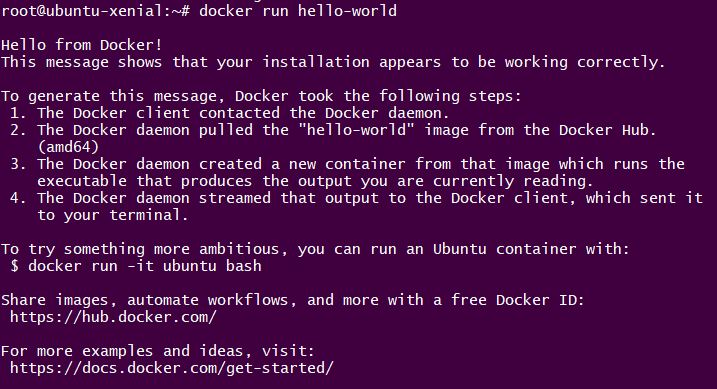 root@ubuntu-xenial:~# docker run hello-world
Hello from Docker!
This message shows that your installation appears to be working correctly.
To generate this message, Docker took the following steps:
1. The Docker client contacted the Docker daemon.
2. The Docker daemon pulled the "hello-world" image from the Docker Hub.
(amd64)
3. The Docker daemon created a new container from that image which runs the
executable that produces the output you are currently reading.
4. The Docker daemon streamed that output to the Docker client, which sent it
to your terminal.
To try something more ambitious, you can run an Ubuntu container with:
$ docker run -it ubuntu bash
Share images, automate workflows, and more with a free Docker ID:
https://hub.docker.com/
For more examples and ideas, visit:
https://docs.docker.com/get-started/